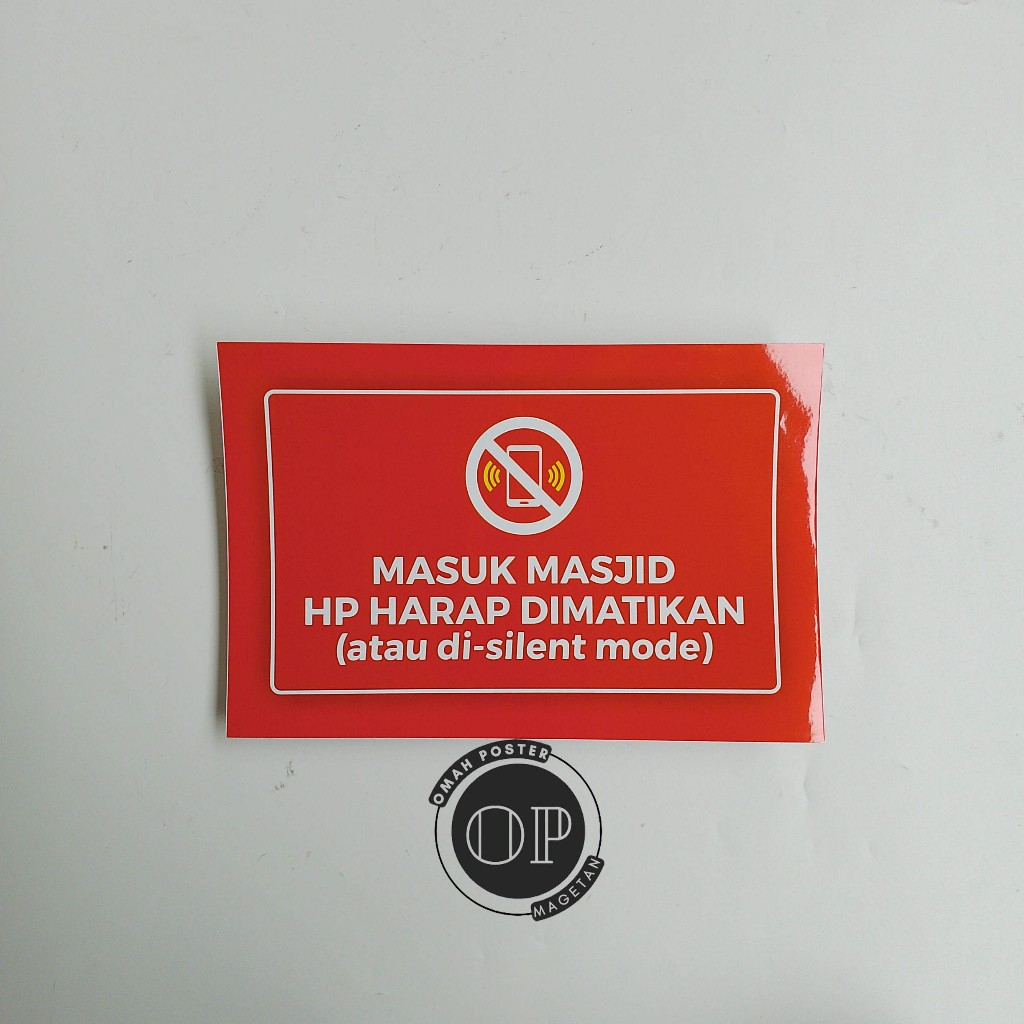 MASUK MASJID
HP HARAP DIMATIKAN
(atau di-silent mode)
OMAH POSTER
OP
MAGETAN